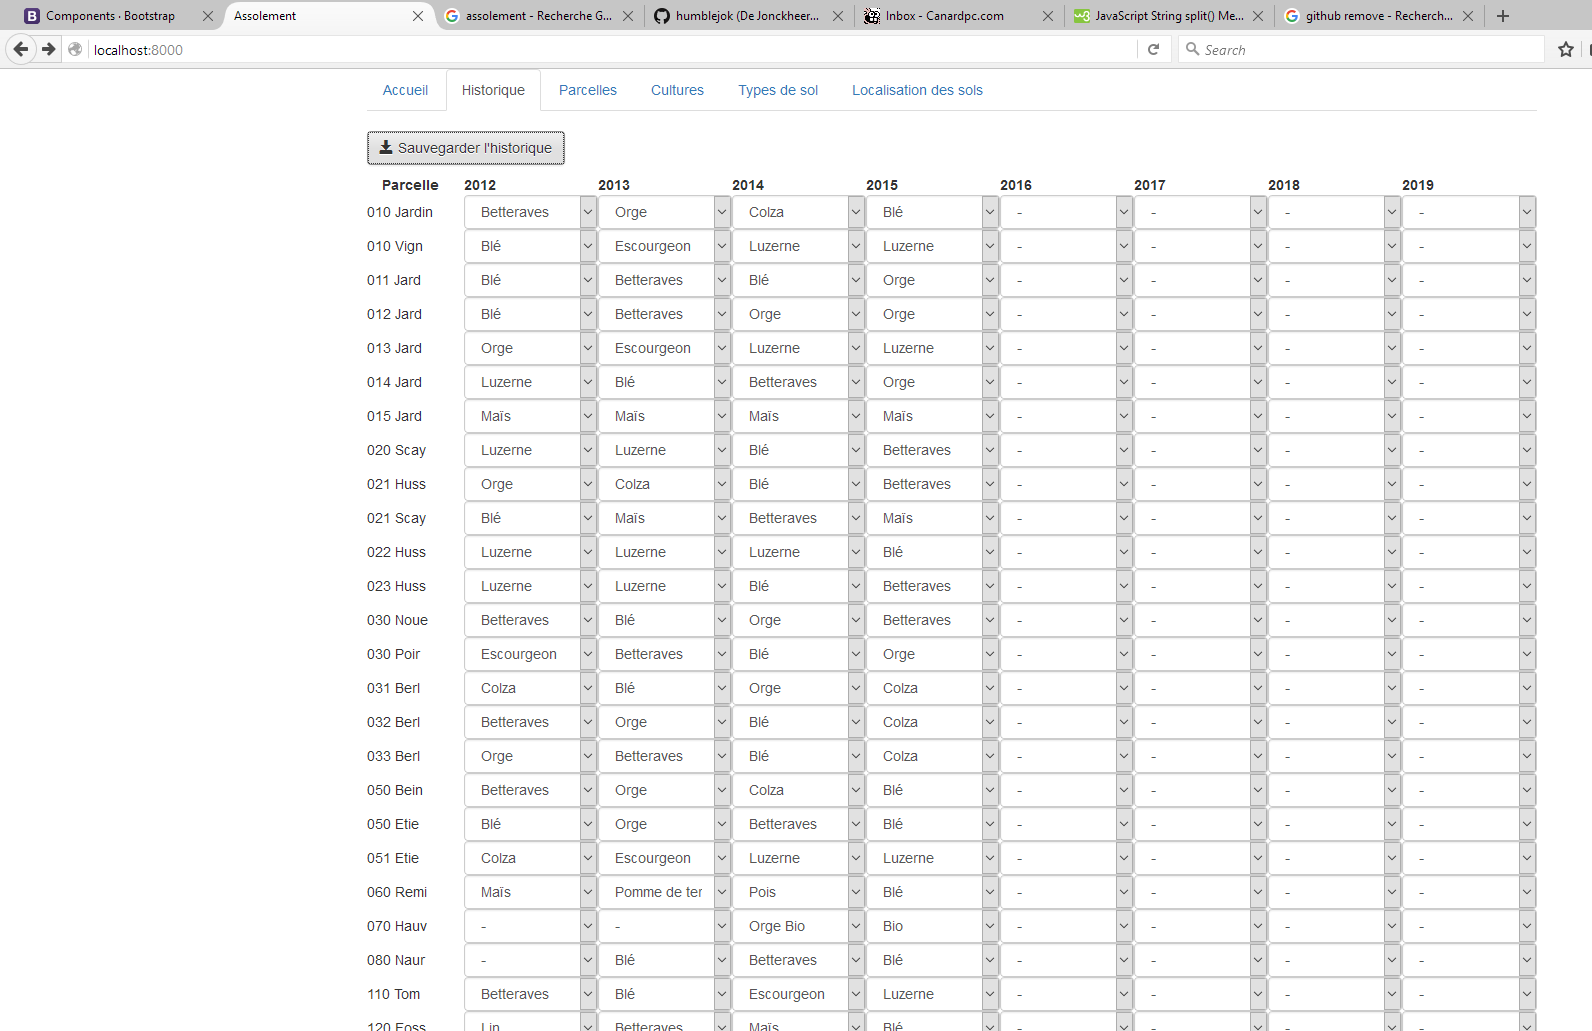 Components · Bootstrap Assolement assolement - Recherche G... humblejok (De Jonckheer... Inbox - Canardpc.com JavaScript String split() Me... github remove - Recherch...
localhost:8000 Search
Accueil Historique Parcelles Cultures Types de sol Localisation des sols
Sauvegarder l'historique
Parcelle 2012 2013 2014 2015 2016 2017 2018 2019
010 Jardin Betteraves Orge Colza Blé - - - -
010 Vign Blé Escourgeon Luzerne Luzerne - - - -
011 Jard Blé Betteraves Blé Orge - - - -
012 Jard Blé Betteraves Orge Orge - - - -
013 Jard Orge Escourgeon Luzerne Luzerne - - - -
014 Jard Luzerne Blé Betteraves Orge - - - -
015 Jard Maïs Maïs Maïs Maïs - - - -
020 Scay Luzerne Luzerne Blé Betteraves - - - -
021 Huss Orge Colza Blé Betteraves - - - -
021 Scay Blé Maïs Betteraves Maïs - - - -
022 Huss Luzerne Luzerne Luzerne Blé - - - -
023 Huss Luzerne Luzerne Blé Betteraves - - - -
030 Noue Betteraves Blé Orge Betteraves - - - -
030 Poir Escourgeon Betteraves Blé Orge - - - -
031 Berl Colza Blé Orge Colza - - - -
032 Berl Betteraves Orge Blé Colza - - - -
033 Berl Orge Betteraves Blé Colza - - - -
050 Bein Betteraves Orge Colza Blé - - - -
050 Etie Blé Orge Betteraves Blé - - - -
051 Etie Colza Escourgeon Luzerne Luzerne - - - -
060 Remi Maïs Pomme de ter Pois Blé - - - -
070 Hauv - - Orge Bio Bio - - - -
080 Naur - Blé Betteraves Blé - - - -
110 Tom Betteraves Blé Escourgeon Luzerne - - - -
120 Foss Lin Betteraves Maïs Blé - - - -